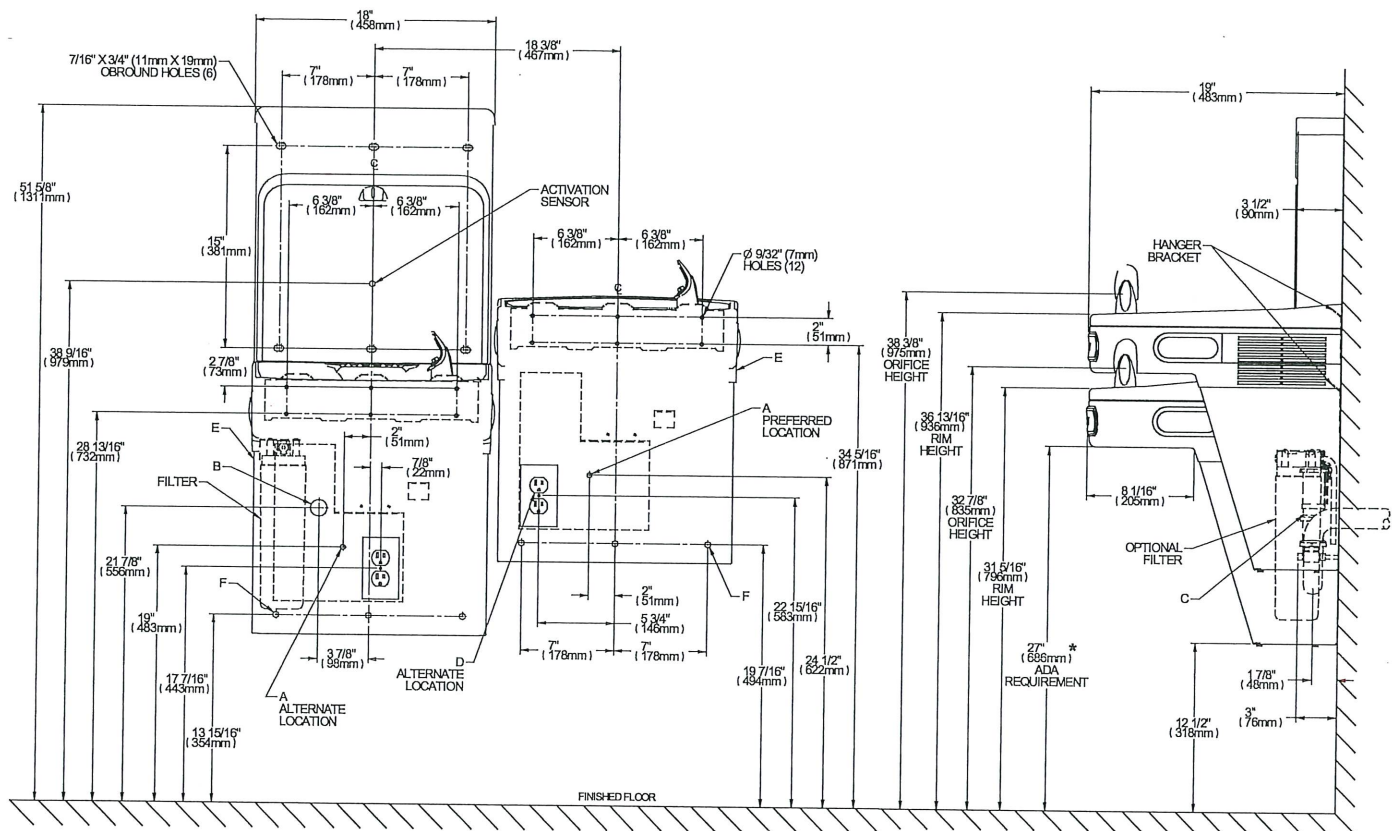 18"
(458mm)
18 3/8"
(467mm)
7/16" X 3/4" (11mm X 19mm)
OBROUND HOLES (6)
7"
(178mm)
7"
(178mm)
19"
(483mm)
51 5/8"
(1311mm)
℄
6 3/8"
(162mm)
6 3/8"
(162mm)
ACTIVATION
SENSOR
15"
(381mm)
6 3/8"
(162mm)
6 3/8"
(162mm)
Ø 9/32" (7mm)
HOLES (12)
℄
3 1/2"
(90mm)
HANGER
BRACKET
38 9/16"
(979mm)
2 7/8"
(73mm)
2"
(51mm)
E
38 3/8"
(975mm)
ORIFICE
HEIGHT
28 13/16"
(732mm)
E
B
FILTER
2"
(51mm)
7/8"
(22mm)
A
PREFERRED
LOCATION
34 5/16"
(871mm)
36 13/16"
(936mm)
RIM
HEIGHT
32 7/8"
(835mm)
ORIFICE
HEIGHT
8 1/16"
(205mm)
OPTIONAL
FILTER
C
21 7/8"
(556mm)
F
19"
(483mm)
17 7/16"
(443mm)
13 15/16"
(354mm)
3 7/8"
(98mm)
A
ALTERNATE
LOCATION
D
ALTERNATE
LOCATION
2"
(51mm)
5 3/4"
(146mm)
7"
(178mm)
7"
(178mm)
F
22 15/16"
(583mm)
24 1/2"
(622mm)
19 7/16"
(494mm)
31 5/16"
(796mm)
RIM
HEIGHT
27" *
(686mm)
ADA
REQUIREMENT
12 1/2"
(318mm)
1 7/8"
(48mm)
3"
(76mm)
FINISHED FLOOR